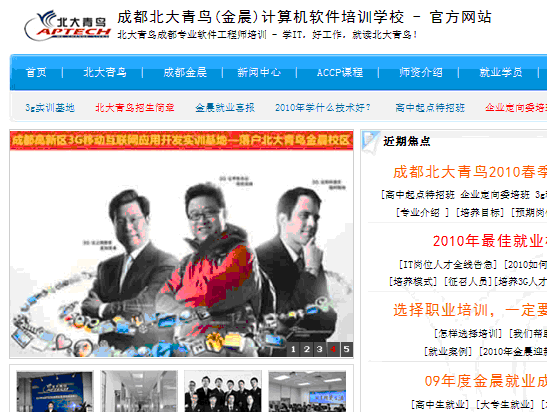 北大青鸟
APTECH
成都北大青鸟(金晨)计算机软件培训学校 - 官方网站
北大青鸟成都专业软件工程师培训 - 学IT，好工作，就读北大青鸟！
首页 | 北大青鸟 | 成都金晨 | 新闻中心 | ACCP课程 | 师资介绍 | 就业学员 |
3g实训基地 北大青鸟招生简章 金晨就业喜报 2010年学什么技术好？ 高中起点特招班 企业定向委培
成都高新区3G移动互联网应用开发实训基地—落户北大青鸟金晨校区
1 2 3 4 5
近期焦点
成都北大青鸟2010春季
[高中起点特招班 企业定向委培班 3g
[专业介绍 ] [培养目标] [预期岗
2010年最佳就业
[IT岗位人才全线告急] [2010如
[培养模式] [征召人员][培养3G人才
选择职业培训，一定要
[怎样选择培训] [我们帮
[就业案例] [2010年金晨迎
09年度金晨就业成
[高中生就业] [大专生就业] [